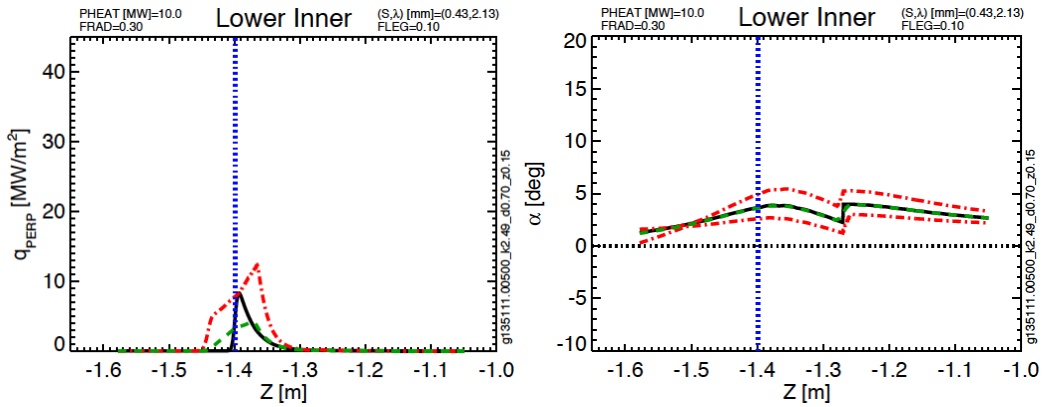 PHEAT [MW]=10.0
FRAD=0.30
Lower Inner
(S,λ) [mm]=(0.43,2.13)
FLEG=0.10
40
30
20
10
0
qPERP [MW/m²]
-1.6 -1.5 -1.4 -1.3 -1.2 -1.1 -1.0
Z [m]
g135111.00500_k2.49_d0.70_z0.15
PHEAT [MW]=10.0
FRAD=0.30
Lower Inner
(S,λ) [mm]=(0.43,2.13)
FLEG=0.10
20
15
10
5
0
-5
-10
α [deg]
-1.6 -1.5 -1.4 -1.3 -1.2 -1.1 -1.0
Z [m]
g135111.00500_k2.49_d0.70_z0.15